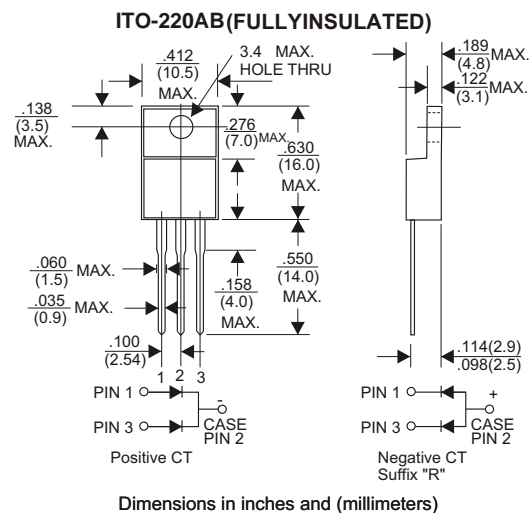 ITO-220AB(FULLYINSULATED)
.412
(10.5)
MAX.
3.4 MAX.
HOLE THRU
.189
(4.8) MAX.
.122
(3.1) MAX.
.138
(3.5)
MAX.
.276
(7.0) MAX.
.630
(16.0)
MAX.
.060
(1.5) MAX.
.035
(0.9) MAX.
.158
(4.0)
MAX.
.550
(14.0)
MAX.
.100
(2.54)
.114(2.9)
.098(2.5)
1 2 3
PIN 1
PIN 3
-
CASE
PIN 2
Positive CT
PIN 1
PIN 3
+
CASE
PIN 2
Negative CT
Suffix "R"
Dimensions in inches and (millimeters)